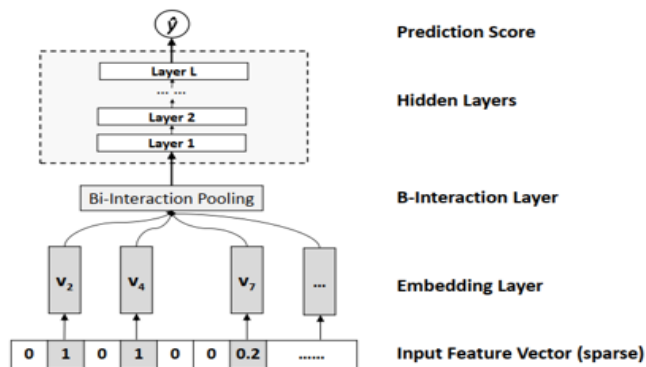 ŷ Prediction Score
Layer L
... ... Hidden Layers
Layer 2
Layer 1
Bi-Interaction Pooling B-Interaction Layer
v2 v4 v7 ... Embedding Layer
0 1 0 1 0 0 0.2 ...... Input Feature Vector (sparse)